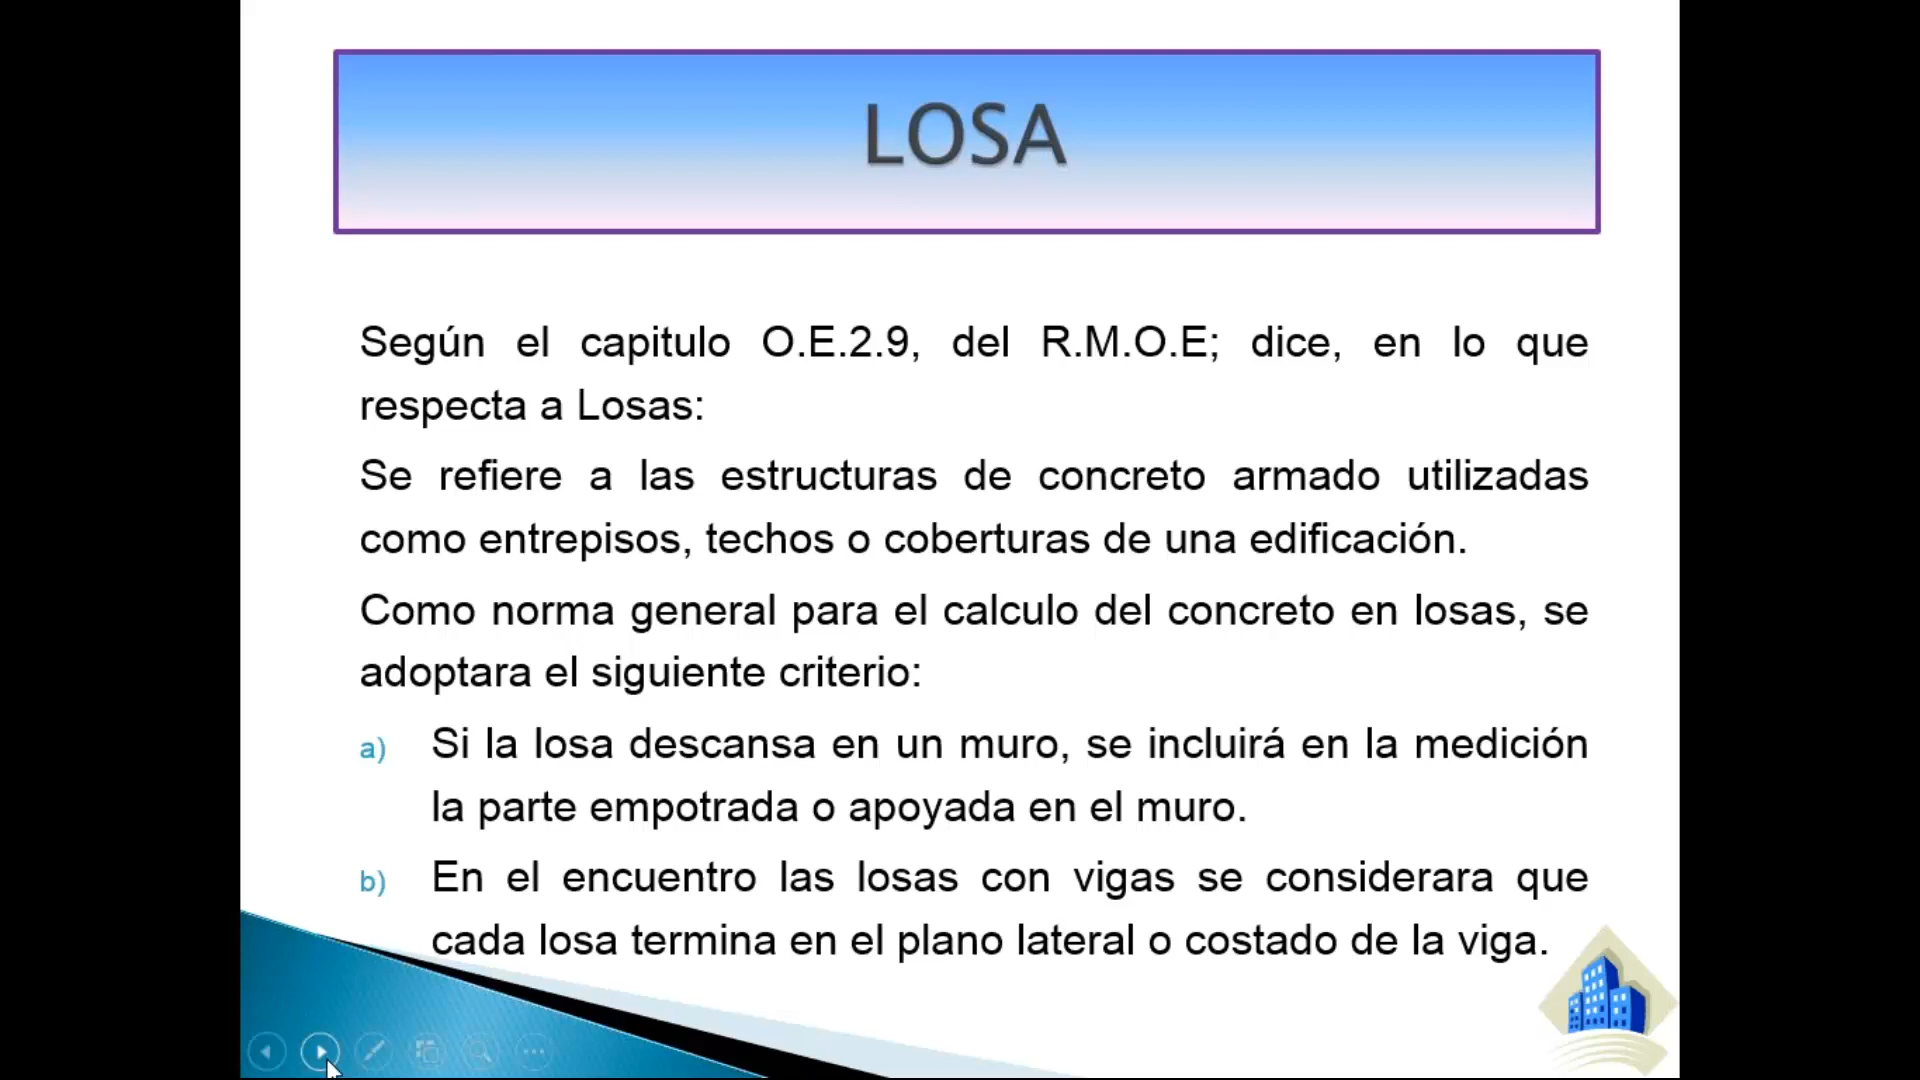 LOSA
Según el capitulo O.E.2.9, del R.M.O.E; dice, en lo que
respecta a Losas:
Se refiere a las estructuras de concreto armado utilizadas
como entrepisos, techos o coberturas de una edificación.
Como norma general para el calculo del concreto en losas, se
adoptara el siguiente criterio:
a) Si la losa descansa en un muro, se incluirá en la medición
la parte empotrada o apoyada en el muro.
b) En el encuentro las losas con vigas se considerara que
cada losa termina en el plano lateral o costado de la viga.